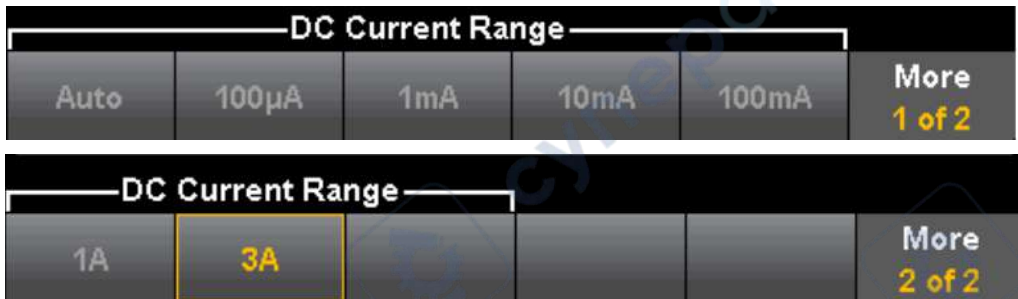 DC Current Range
Auto 100µA 1mA 10mA 100mA More
1 of 2
DC Current Range
1A 3A More
2 of 2